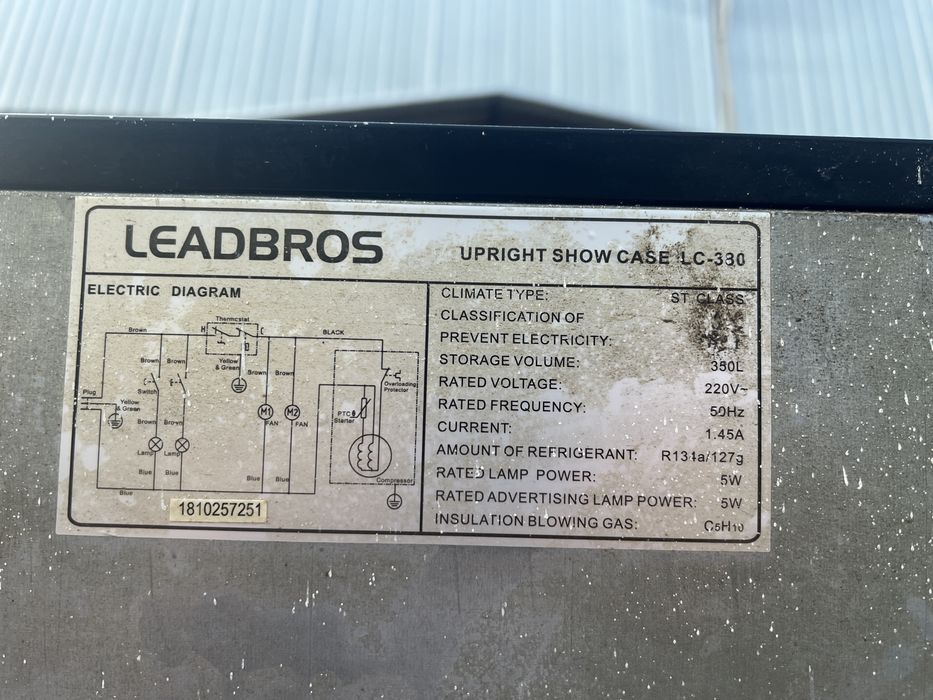 LEADBROS
UPRIGHT SHOW CASE LC-330
ELECTRIC DIAGRAM
Thermostat
H C
Brown
BLACK
Brown Brown
Yellow
& Green
Brown Brown
Overloading
Protector
Switch
Plug
Yellow
& Green
M1 M2
FAN FAN
PTC
Starter
Brown Brown
Lamp Lamp
Blue Blue
Blue Blue
Compressor
Blue
1810257251
CLIMATE TYPE: ST CLASS
CLASSIFICATION OF
PREVENT ELECTRICITY:
STORAGE VOLUME: 350L
RATED VOLTAGE: 220V~
RATED FREQUENCY: 50Hz
CURRENT: 1.45A
AMOUNT OF REFRIGERANT: R134a/127g
RATED LAMP POWER: 5W
RATED ADVERTISING LAMP POWER: 5W
INSULATION BLOWING GAS: C5H10